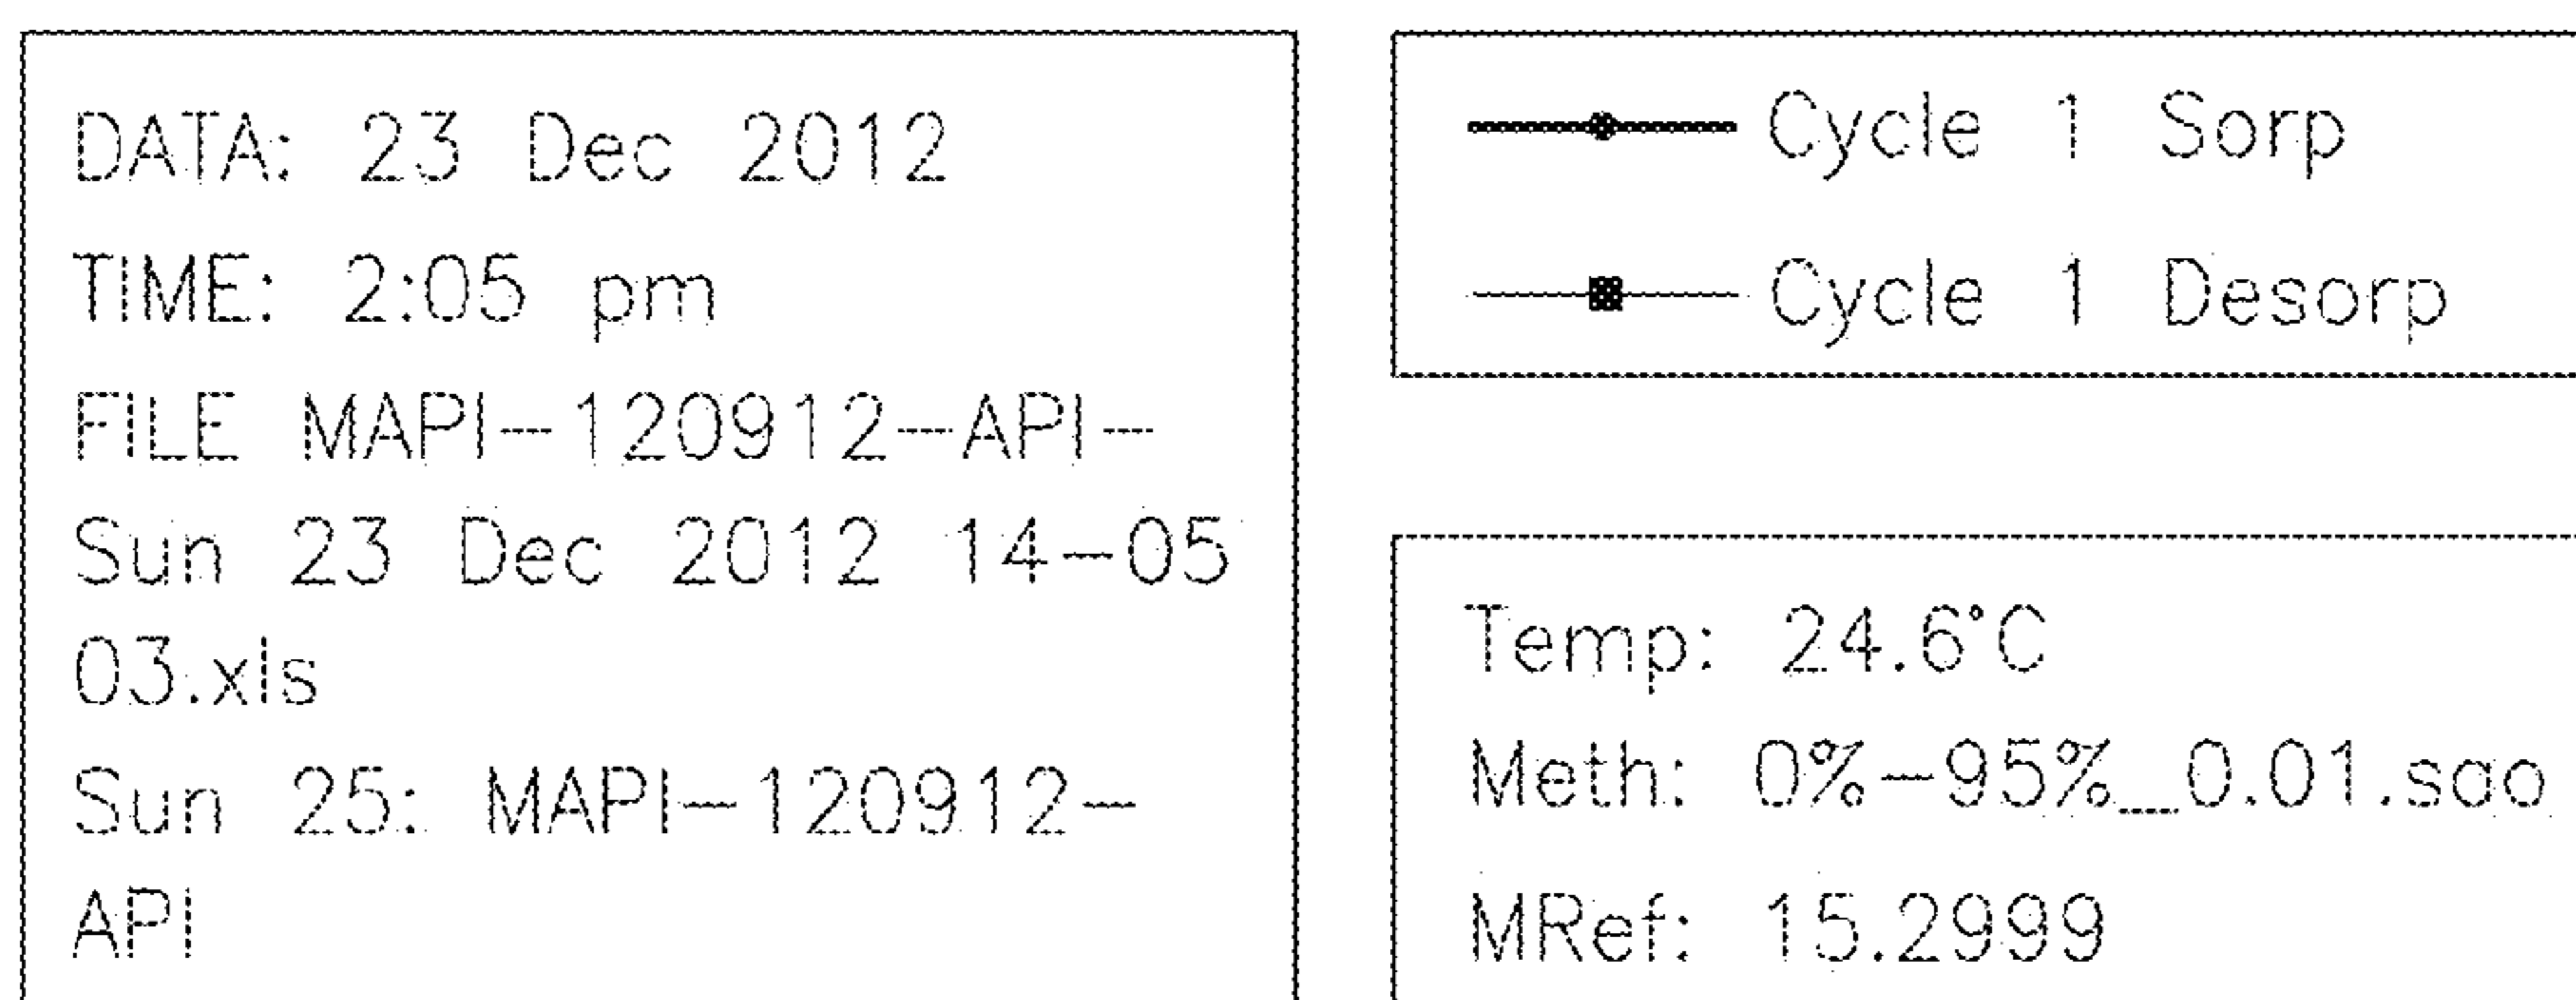 DATA: 23 Dec 2012
TIME: 2:05 pm
FILE MAPI-120912-API-
Sun 23 Dec 2012 14-05
03.xls
Sun 25: MAPI-120912-
API
Cycle 1 Sorp
Cycle 1 Desorp
Temp: 24.6°C
Meth: 0%-95%_0.01.sao
MRef: 15.2999